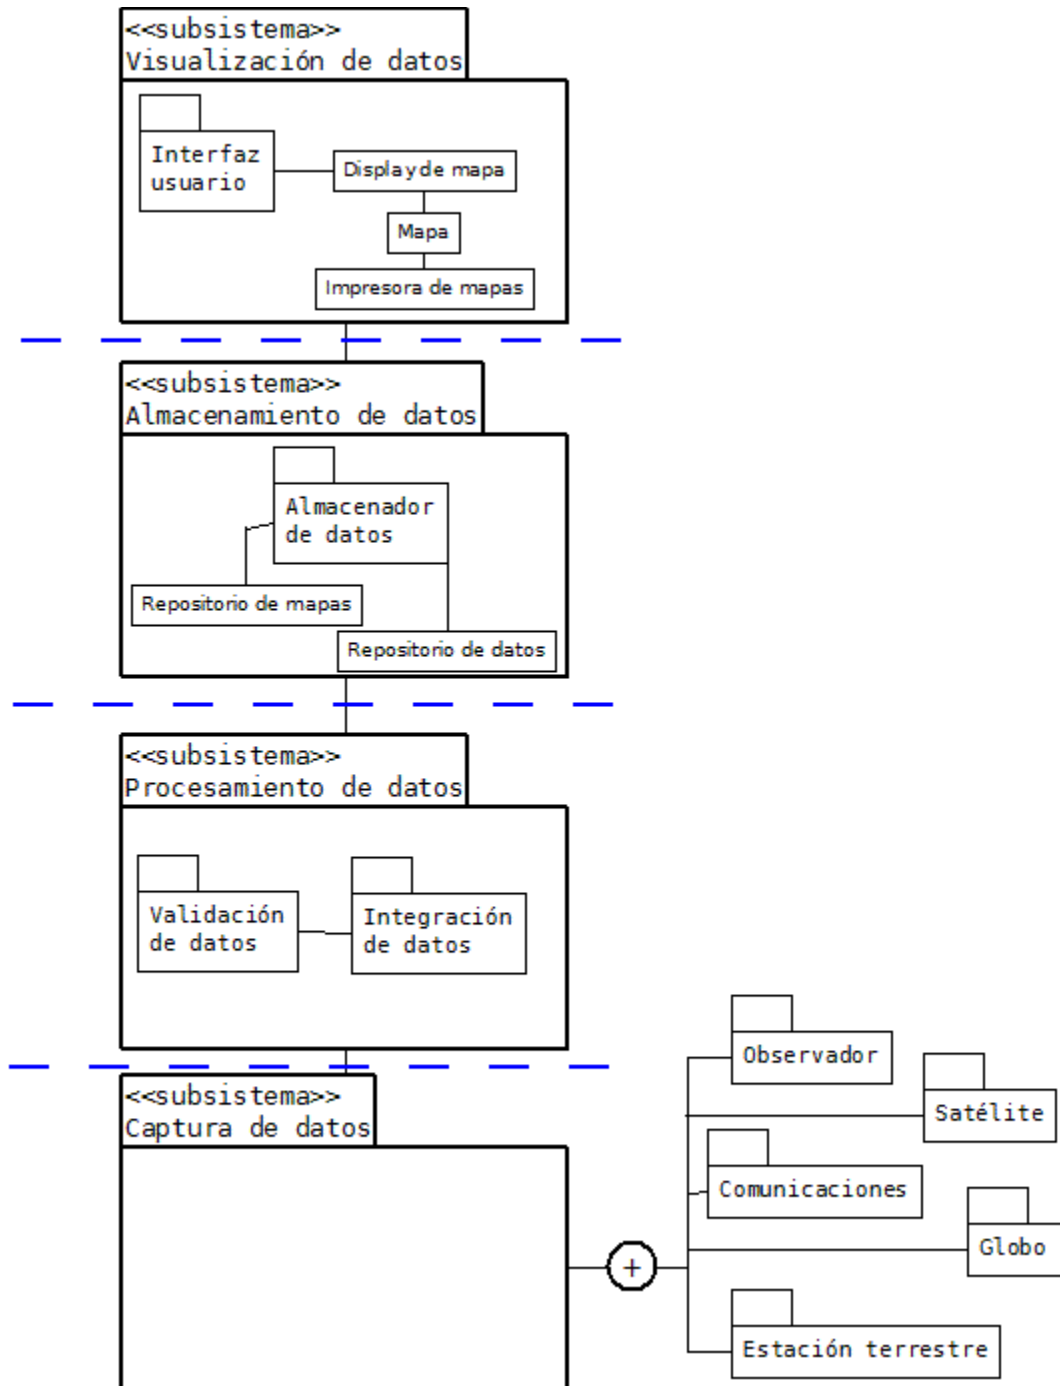 <<subsistema>>
Visualización de datos
Interfaz
usuario
Display de mapa
Mapa
Impresora de mapas
<<subsistema>>
Almacenamiento de datos
Almacenador
de datos
Repositorio de mapas
Repositorio de datos
<<subsistema>>
Procesamiento de datos
Validación
de datos
Integración
de datos
<<subsistema>>
Captura de datos
Observador
Satélite
Comunicaciones
Globo
+
Estación terrestre